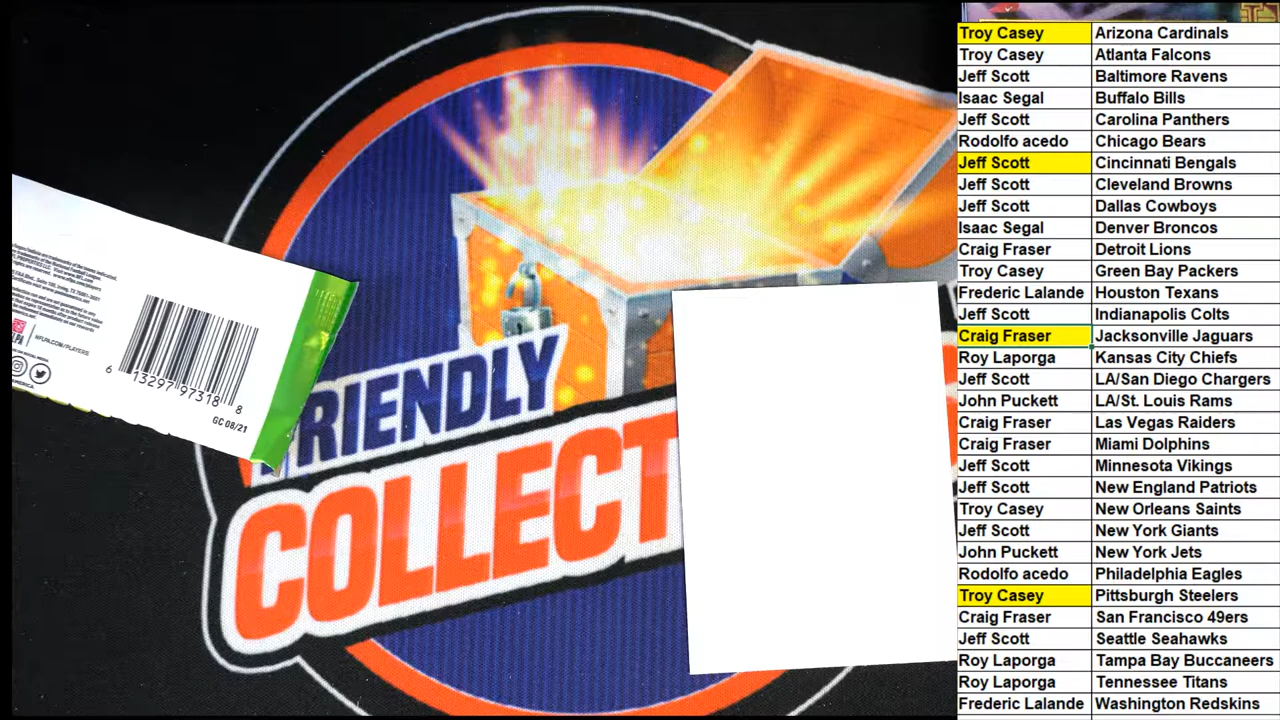 FRIENDLY
COLLECT
NFLPA.COM/PLAYERS
6 13297 97318 8
GC 08/21
Troy Casey Arizona Cardinals
Troy Casey Atlanta Falcons
Jeff Scott Baltimore Ravens
Isaac Segal Buffalo Bills
Jeff Scott Carolina Panthers
Rodolfo acedo Chicago Bears
Jeff Scott Cincinnati Bengals
Jeff Scott Cleveland Browns
Jeff Scott Dallas Cowboys
Isaac Segal Denver Broncos
Craig Fraser Detroit Lions
Troy Casey Green Bay Packers
Frederic Lalande Houston Texans
Jeff Scott Indianapolis Colts
Craig Fraser Jacksonville Jaguars
Roy Laporga Kansas City Chiefs
Jeff Scott LA/San Diego Chargers
John Puckett LA/St. Louis Rams
Craig Fraser Las Vegas Raiders
Craig Fraser Miami Dolphins
Jeff Scott Minnesota Vikings
Jeff Scott New England Patriots
Troy Casey New Orleans Saints
Jeff Scott New York Giants
John Puckett New York Jets
Rodolfo acedo Philadelphia Eagles
Troy Casey Pittsburgh Steelers
Craig Fraser San Francisco 49ers
Jeff Scott Seattle Seahawks
Roy Laporga Tampa Bay Buccaneers
Roy Laporga Tennessee Titans
Frederic Lalande Washington Redskins